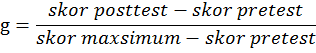 g = skor posttest − skor pretest
skor maxsimum − skor pretest